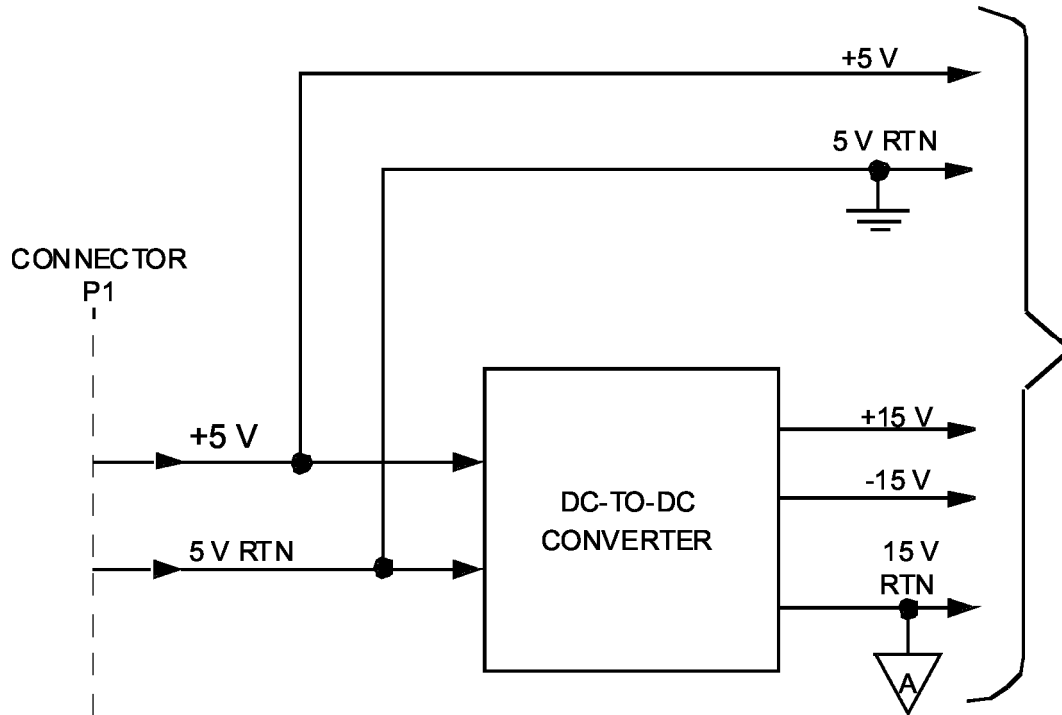 +5 V
5 V RTN
CONNECTOR
P1
+5 V
5 V RTN
DC-TO-DC
CONVERTER
+15 V
-15 V
15 V
RTN
A